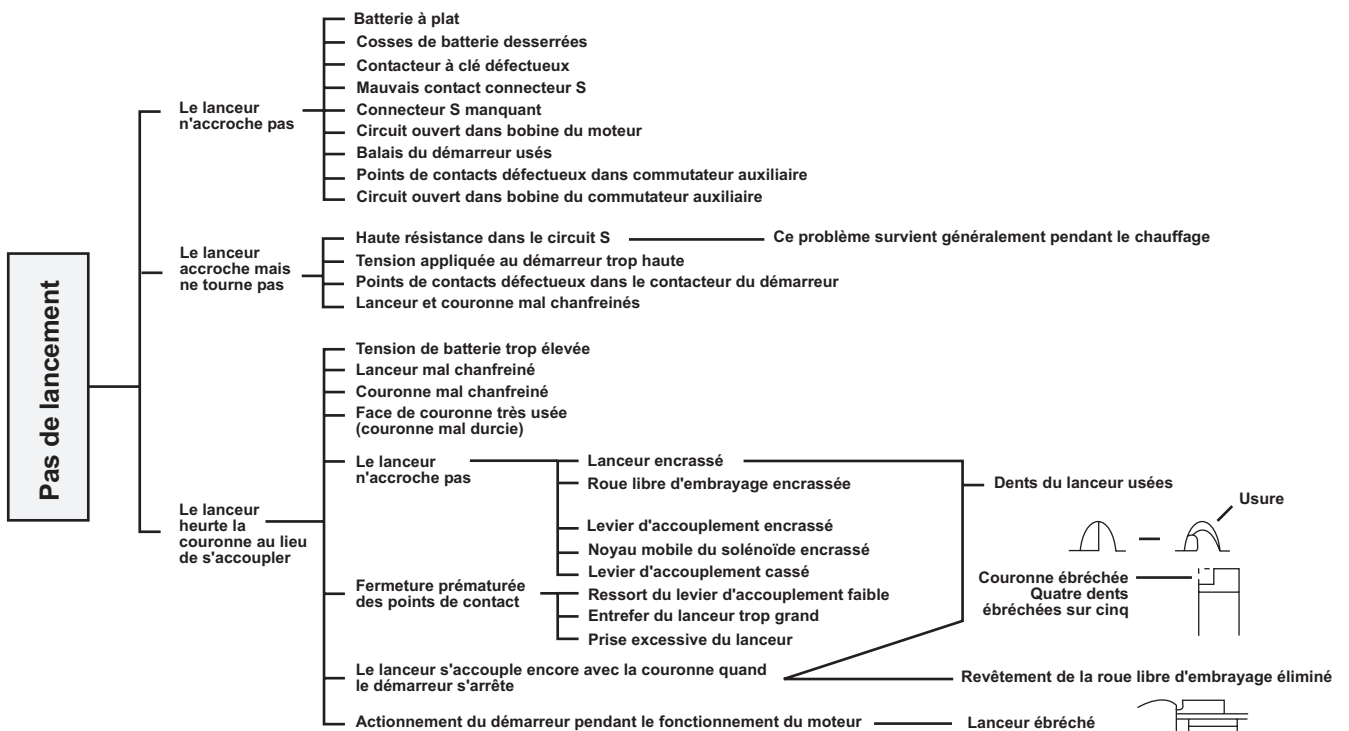 Pas de lancement
Le lanceur
n'accroche pas
Batterie à plat
Cosses de batterie desserrées
Contacteur à clé défectueux
Mauvais contact connecteur S
Connecteur S manquant
Circuit ouvert dans bobine du moteur
Balais du démarreur usés
Points de contacts défectueux dans commutateur auxiliaire
Circuit ouvert dans bobine du commutateur auxiliaire
Le lanceur
accroche mais
ne tourne pas
Haute résistance dans le circuit S
Ce problème survient généralement pendant le chauffage
Tension appliquée au démarreur trop haute
Points de contacts défectueux dans le contacteur du démarreur
Lanceur et couronne mal chanfreinés
Le lanceur
heurte la
couronne au lieu
de s'accoupler
Tension de batterie trop élevée
Lanceur mal chanfreiné
Couronne mal chanfreiné
Face de couronne très usée
(couronne mal durcie)
Le lanceur
n'accroche pas
Lanceur encrassé
Roue libre d'embrayage encrassée
Levier d'accouplement encrassé
Noyau mobile du solénoïde encrassé
Levier d'accouplement cassé
Fermeture prématurée
des points de contact
Ressort du levier d'accouplement faible
Entrefer du lanceur trop grand
Prise excessive du lanceur
Le lanceur s'accouple encore avec la couronne quand
le démarreur s'arrête
Dents du lanceur usées
Usure
Couronne ébréchée
Quatre dents
ébréchées sur cinq
Revêtement de la roue libre d'embrayage éliminé
Actionnement du démarreur pendant le fonctionnement du moteur
Lanceur ébréché